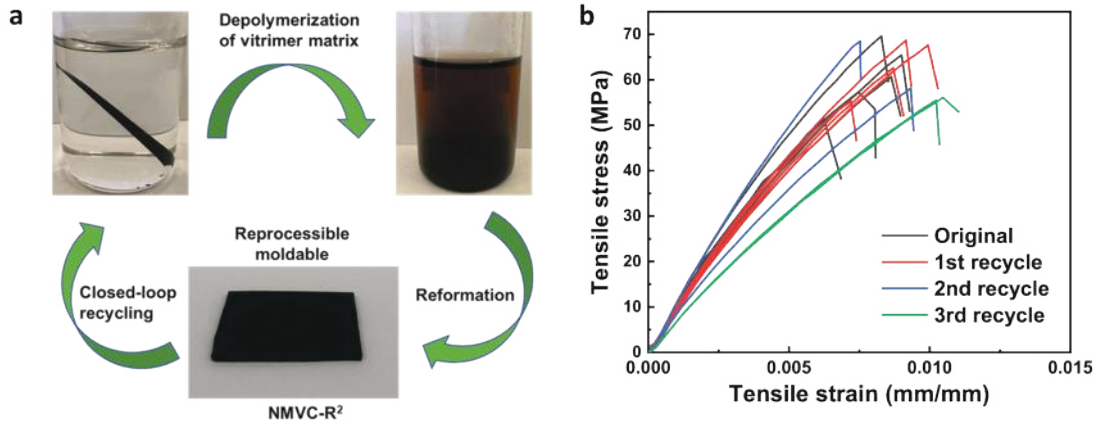 a
Depolymerization
of vitrimer matrix
Reprocessible
moldable
Closed-loop
recycling
Reformation
NMVC-R²
b
Tensile stress (MPa)
70
60
50
40
30
20
10
0
Original
1st recycle
2nd recycle
3rd recycle
0.000 0.005 0.010 0.015
Tensile strain (mm/mm)